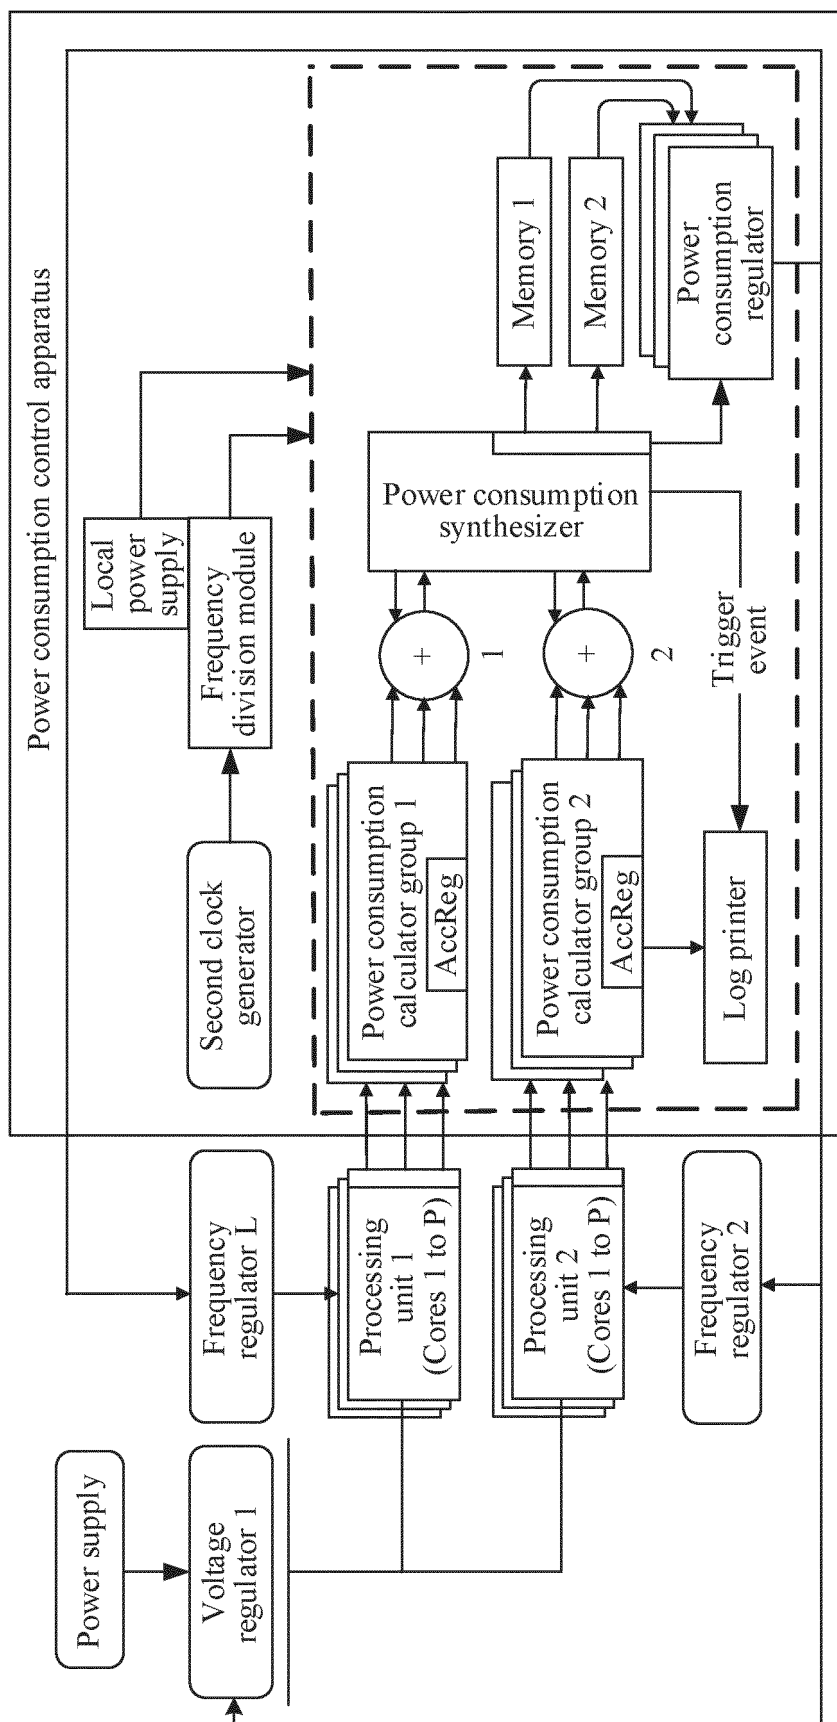 Power consumption control apparatus
Power supply
Voltage
regulator 1
Frequency
regulator L
Second clock
generator
Local
power
supply
Frequency
division module
Processing
unit 1
(Cores 1 to P)
Power consumption
calculator group 1
AccReg
+
1
Power consumption
synthesizer
Memory 1
Memory 2
Power
consumption
regulator
Processing
unit 2
(Cores 1 to P)
Power consumption
calculator group 2
AccReg
+
2
Trigger
event
Log printer
Frequency
regulator 2